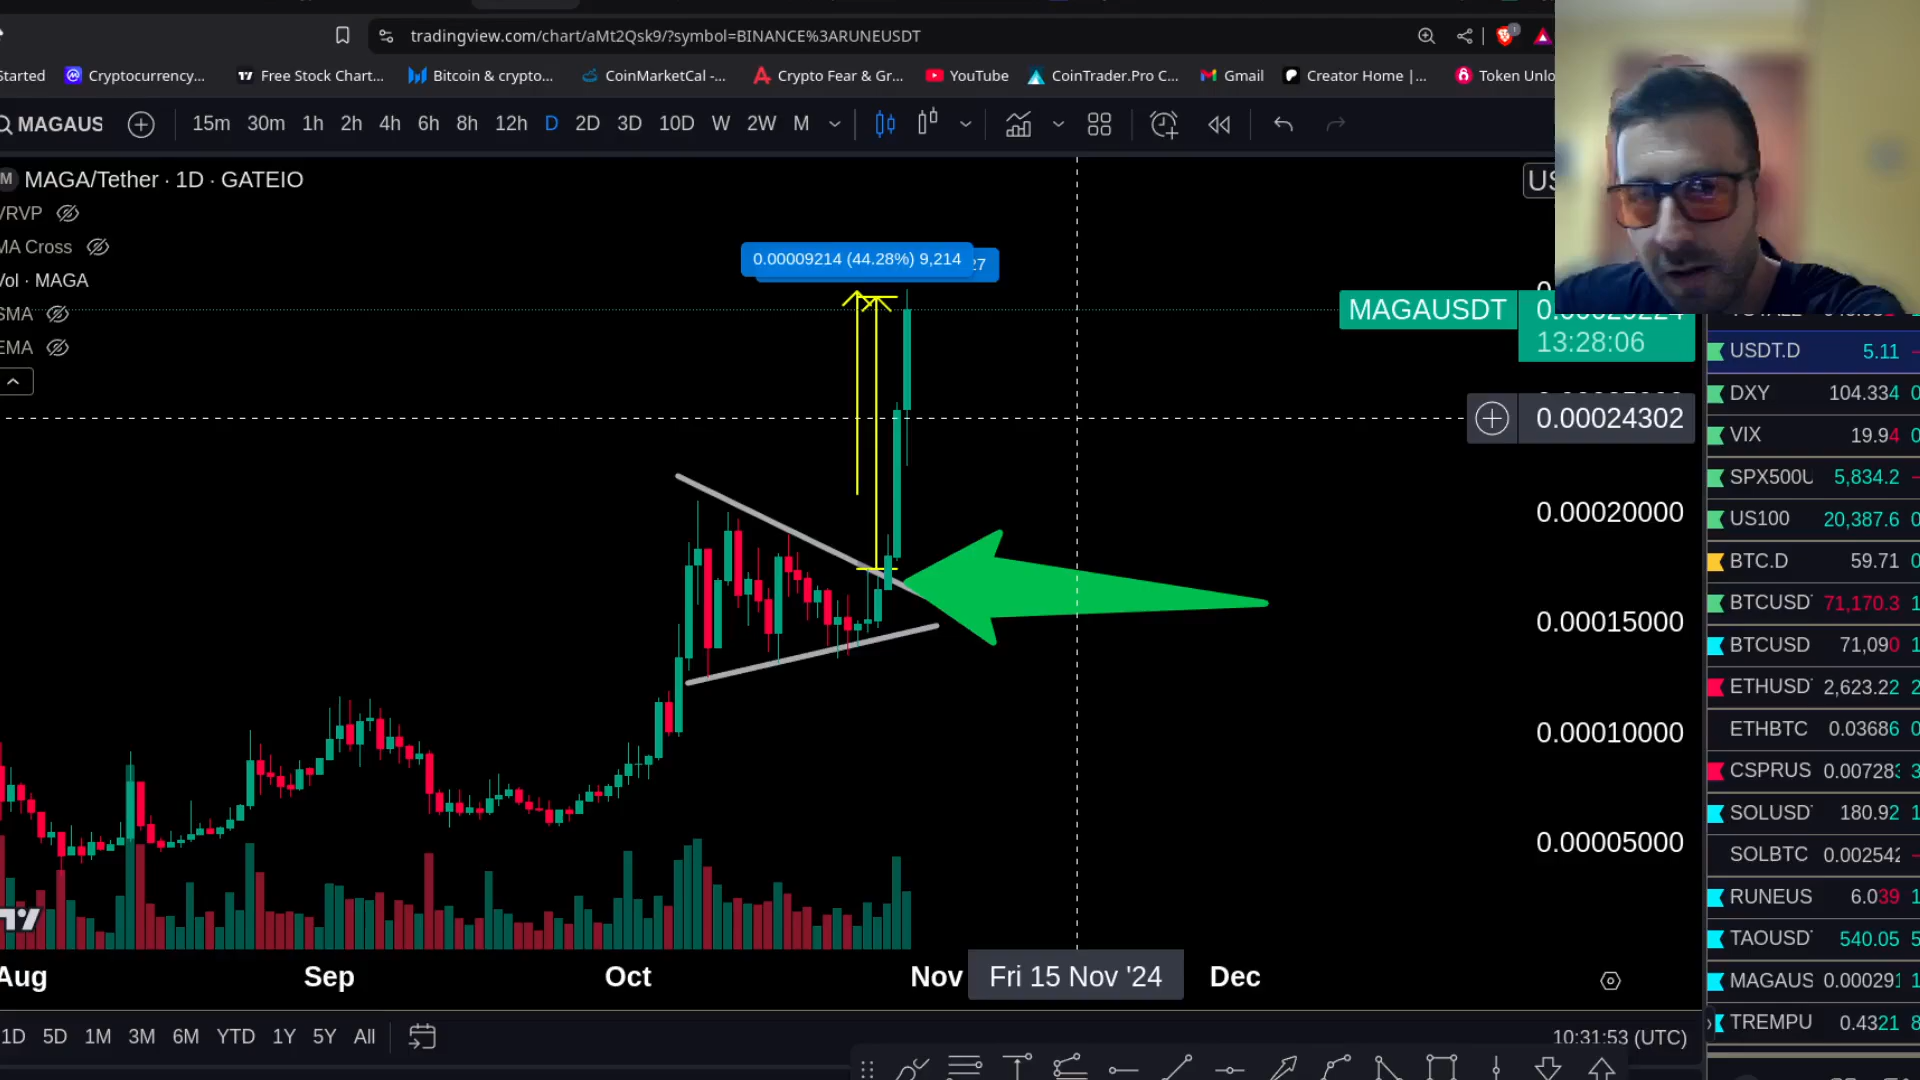 tradingview.com/chart/aMt2Qsk9/?symbol=BINANCE%3ARUNEUSDT
Started Cryptocurrency... Free Stock Chart... Bitcoin & crypto... CoinMarketCal -... Crypto Fear & Gr... YouTube CoinTrader.Pro C... Gmail Creator Home |... Token Unlo
MAGAUS 15m 30m 1h 2h 4h 6h 8h 12h D 2D 3D 10D W 2W M
M MAGA/Tether · 1D · GATEIO
VRVP
MA Cross
Vol · MAGA
SMA
EMA
0.00009214 (44.28%) 9,214 27
MAGAUSDT
13:28:06
0.00024302
0.00020000
0.00015000
0.00010000
0.00005000
USDT.D 5.11
DXY 104.334
VIX 19.94
SPX500U 5,834.2
US100 20,387.6
BTC.D 59.71
BTCUSD 71,170.3
BTCUSD 71,090
ETHUSD 2,623.22
ETHBTC 0.03686
CSPRUS 0.007283
SOLUSD 180.92
SOLBTC 0.002542
RUNEUS 6.039
TAOUSD 540.05
MAGAUS 0.000291
TREMPU 0.4321
Aug Sep Oct Nov Fri 15 Nov '24 Dec
1D 5D 1M 3M 6M YTD 1Y 5Y All
10:31:53 (UTC)